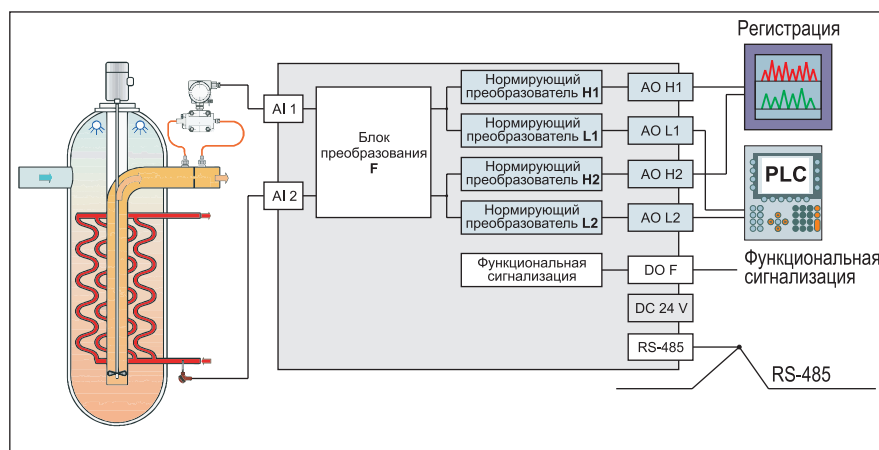 Регистрация
AI 1
Блок
преобразования
F
AI 2
Нормирующий
преобразователь H1
AO H1
Нормирующий
преобразователь L1
AO L1
Нормирующий
преобразователь H2
AO H2
Нормирующий
преобразователь L2
AO L2
PLC
Функциональная
сигнализация
DO F
Функциональная
сигнализация
DC 24 V
RS-485
RS-485